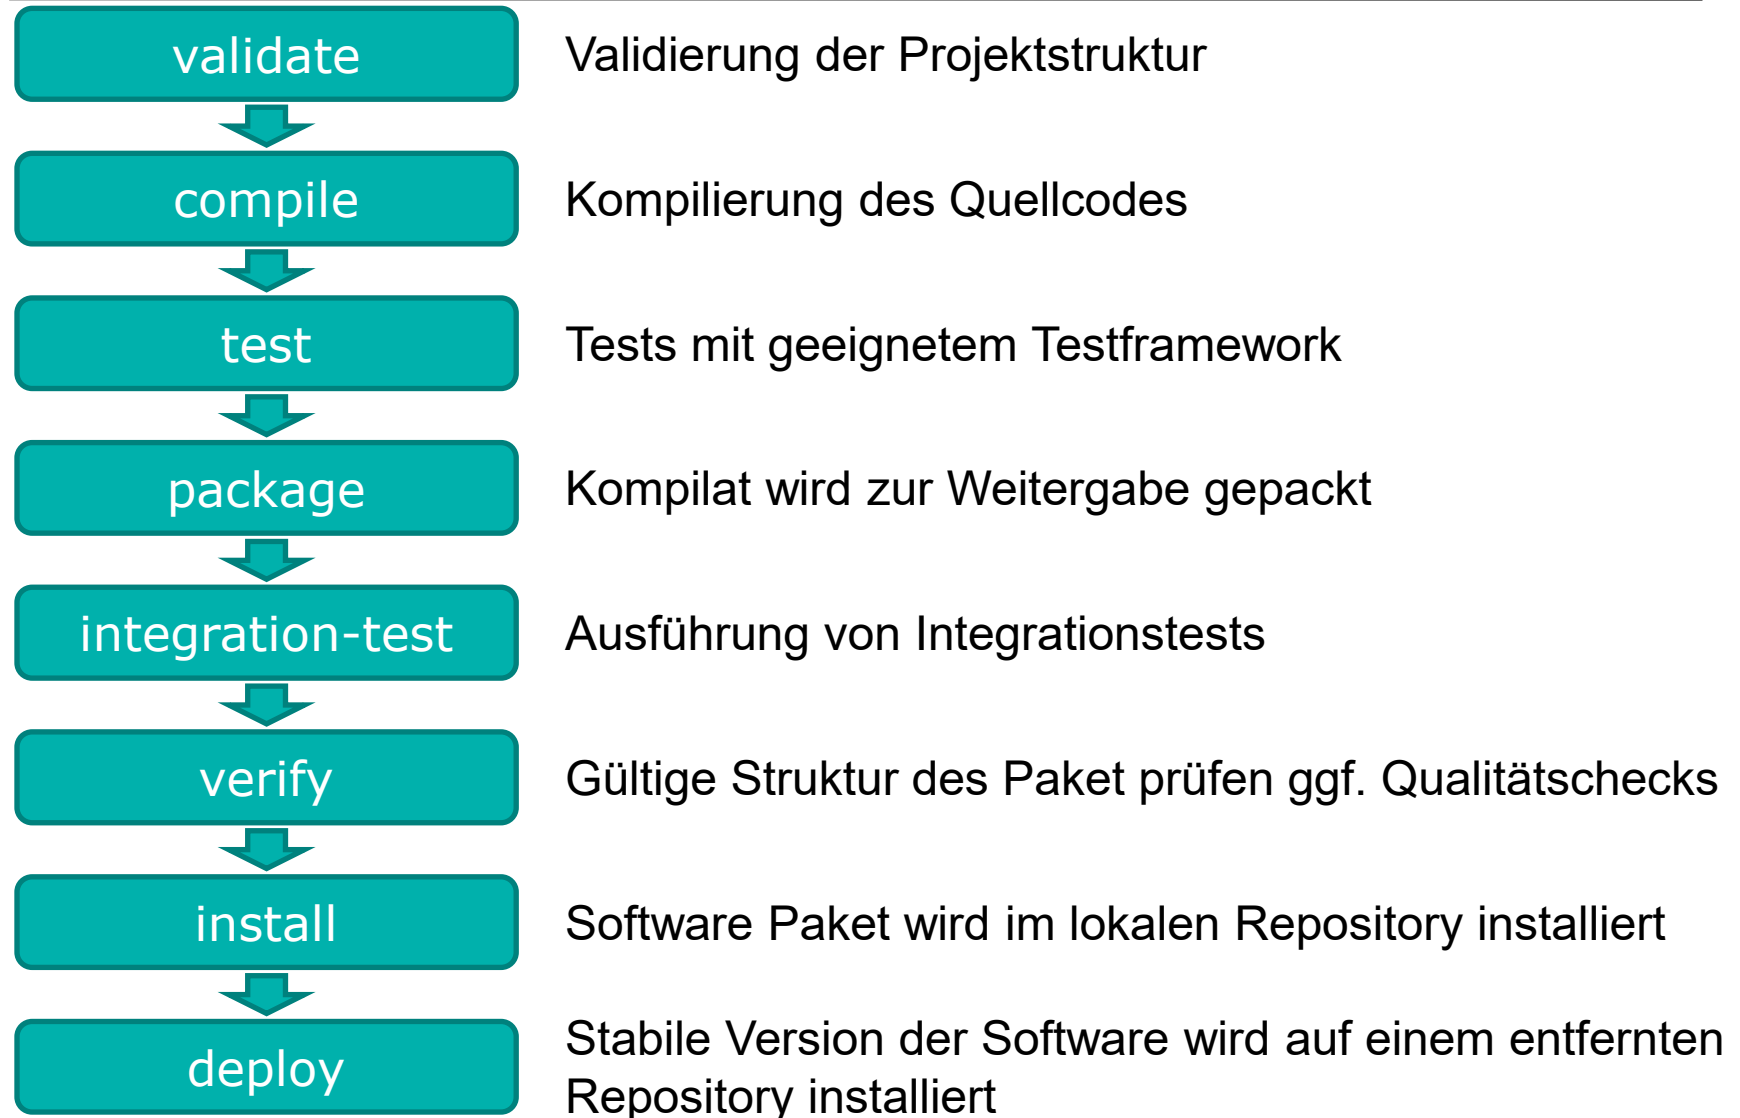 validate
Validierung der Projektstruktur
compile
Kompilierung des Quellcodes
test
Tests mit geeignetem Testframework
package
Kompilat wird zur Weitergabe gepackt
integration-test
Ausführung von Integrationstests
verify
Gültige Struktur des Paket prüfen ggf. Qualitätschecks
install
Software Paket wird im lokalen Repository installiert
deploy
Stabile Version der Software wird auf einem entfernten
Repository installiert